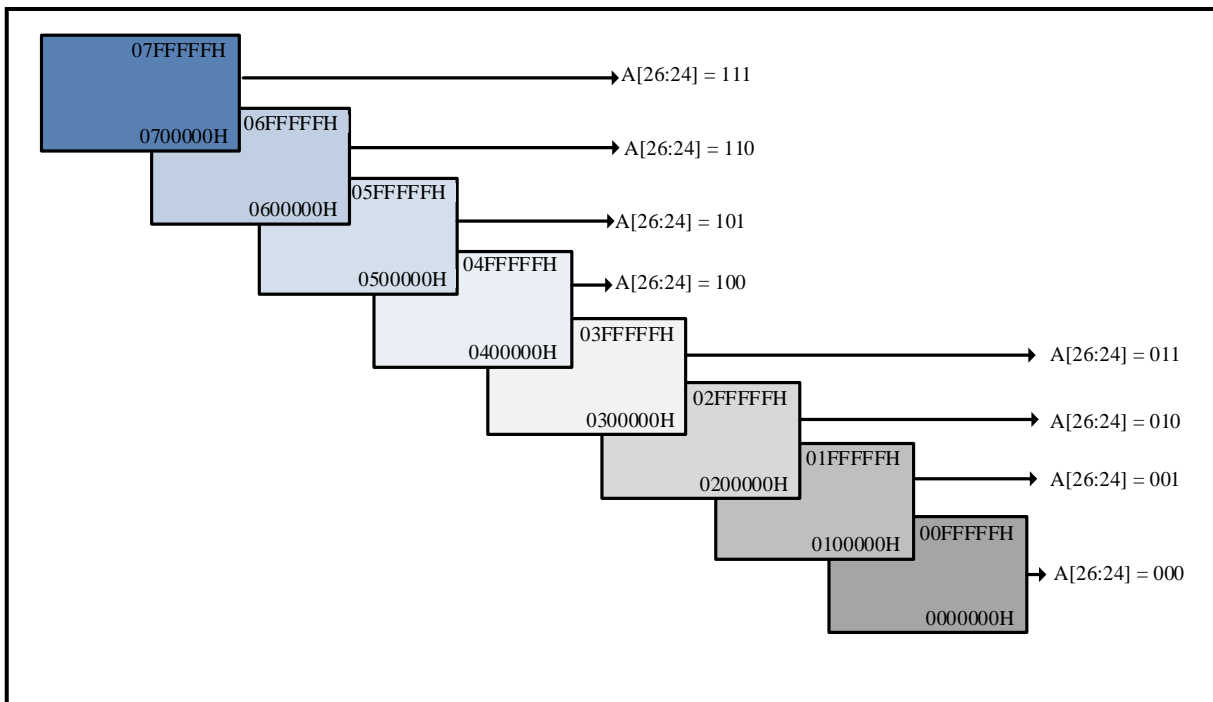 07FFFFFH
A[26:24] = 111
0700000H
06FFFFFH
A[26:24] = 110
0600000H
05FFFFFH
A[26:24] = 101
0500000H
04FFFFFH
A[26:24] = 100
0400000H
03FFFFFH
A[26:24] = 011
0300000H
02FFFFFH
A[26:24] = 010
0200000H
01FFFFFH
A[26:24] = 001
0100000H
00FFFFFH
A[26:24] = 000
0000000H